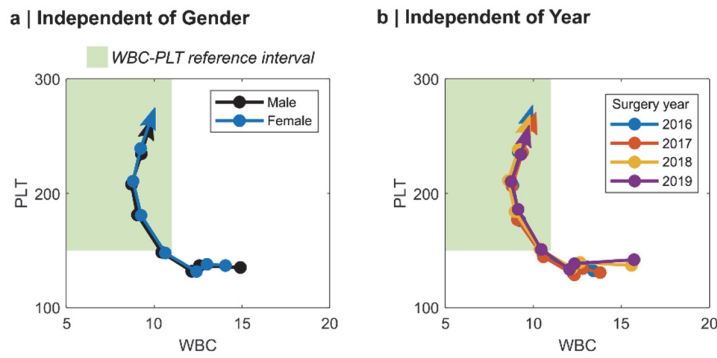 a | Independent of Gender
b | Independent of Year
WBC-PLT reference interval
300
200
100
PLT
5
10
15
20
WBC
Male
Female
300
200
100
PLT
5
10
15
20
WBC
Surgery year
2016
2017
2018
2019